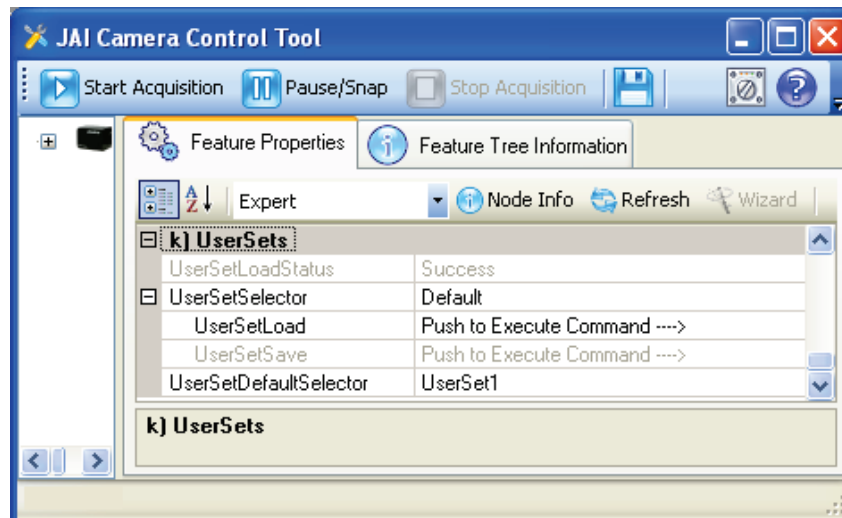 JAI Camera Control Tool
Start Acquisition Pause/Snap Stop Acquisition
Feature Properties Feature Tree Information
Expert Node Info Refresh Wizard
k) UserSets
UserSetLoadStatus Success
UserSetSelector Default
UserSetLoad Push to Execute Command ---->
UserSetSave Push to Execute Command ---->
UserSetDefaultSelector UserSet1
k) UserSets